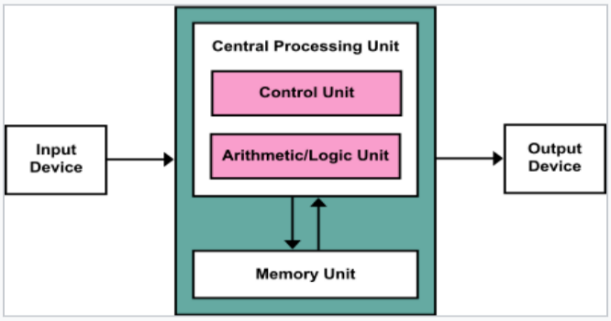 Central Processing Unit
Control Unit
Arithmetic/Logic Unit
Input
Device
Output
Device
Memory Unit